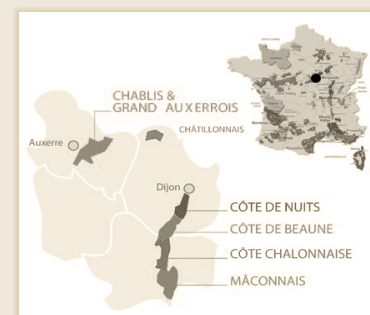 CHABLIS &
GRAND AUXERROIS
Auxerre
CHÂTILLONNAIS
Dijon
CÔTE DE NUITS
CÔTE DE BEAUNE
CÔTE CHALONNAISE
MÂCONNAIS